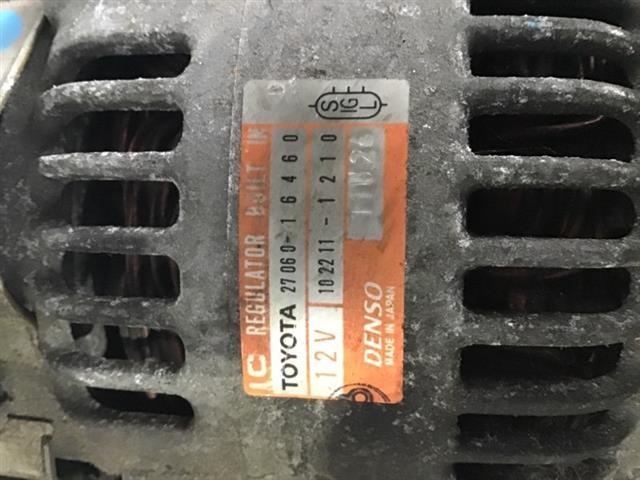 IC REGULATOR BUILT IN
TOYOTA 27060-16460
12V 102211-1210
DENSO
MADE IN JAPAN
S
IG
L